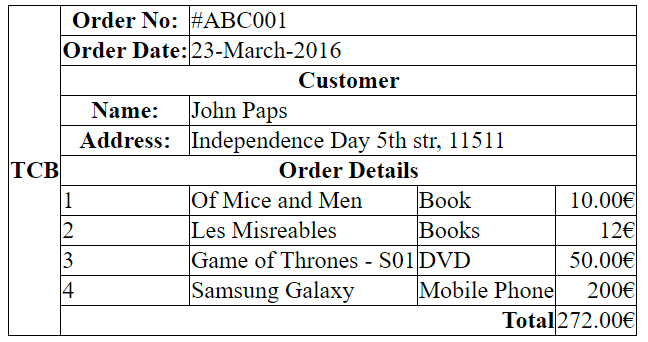 Order No: #ABC001
Order Date: 23-March-2016
Customer
Name: John Paps
Address: Independence Day 5th str, 11511
TCB
Order Details
1 Of Mice and Men Book 10.00€
2 Les Misreables Books 12€
3 Game of Thrones - S01 DVD 50.00€
4 Samsung Galaxy Mobile Phone 200€
Total 272.00€